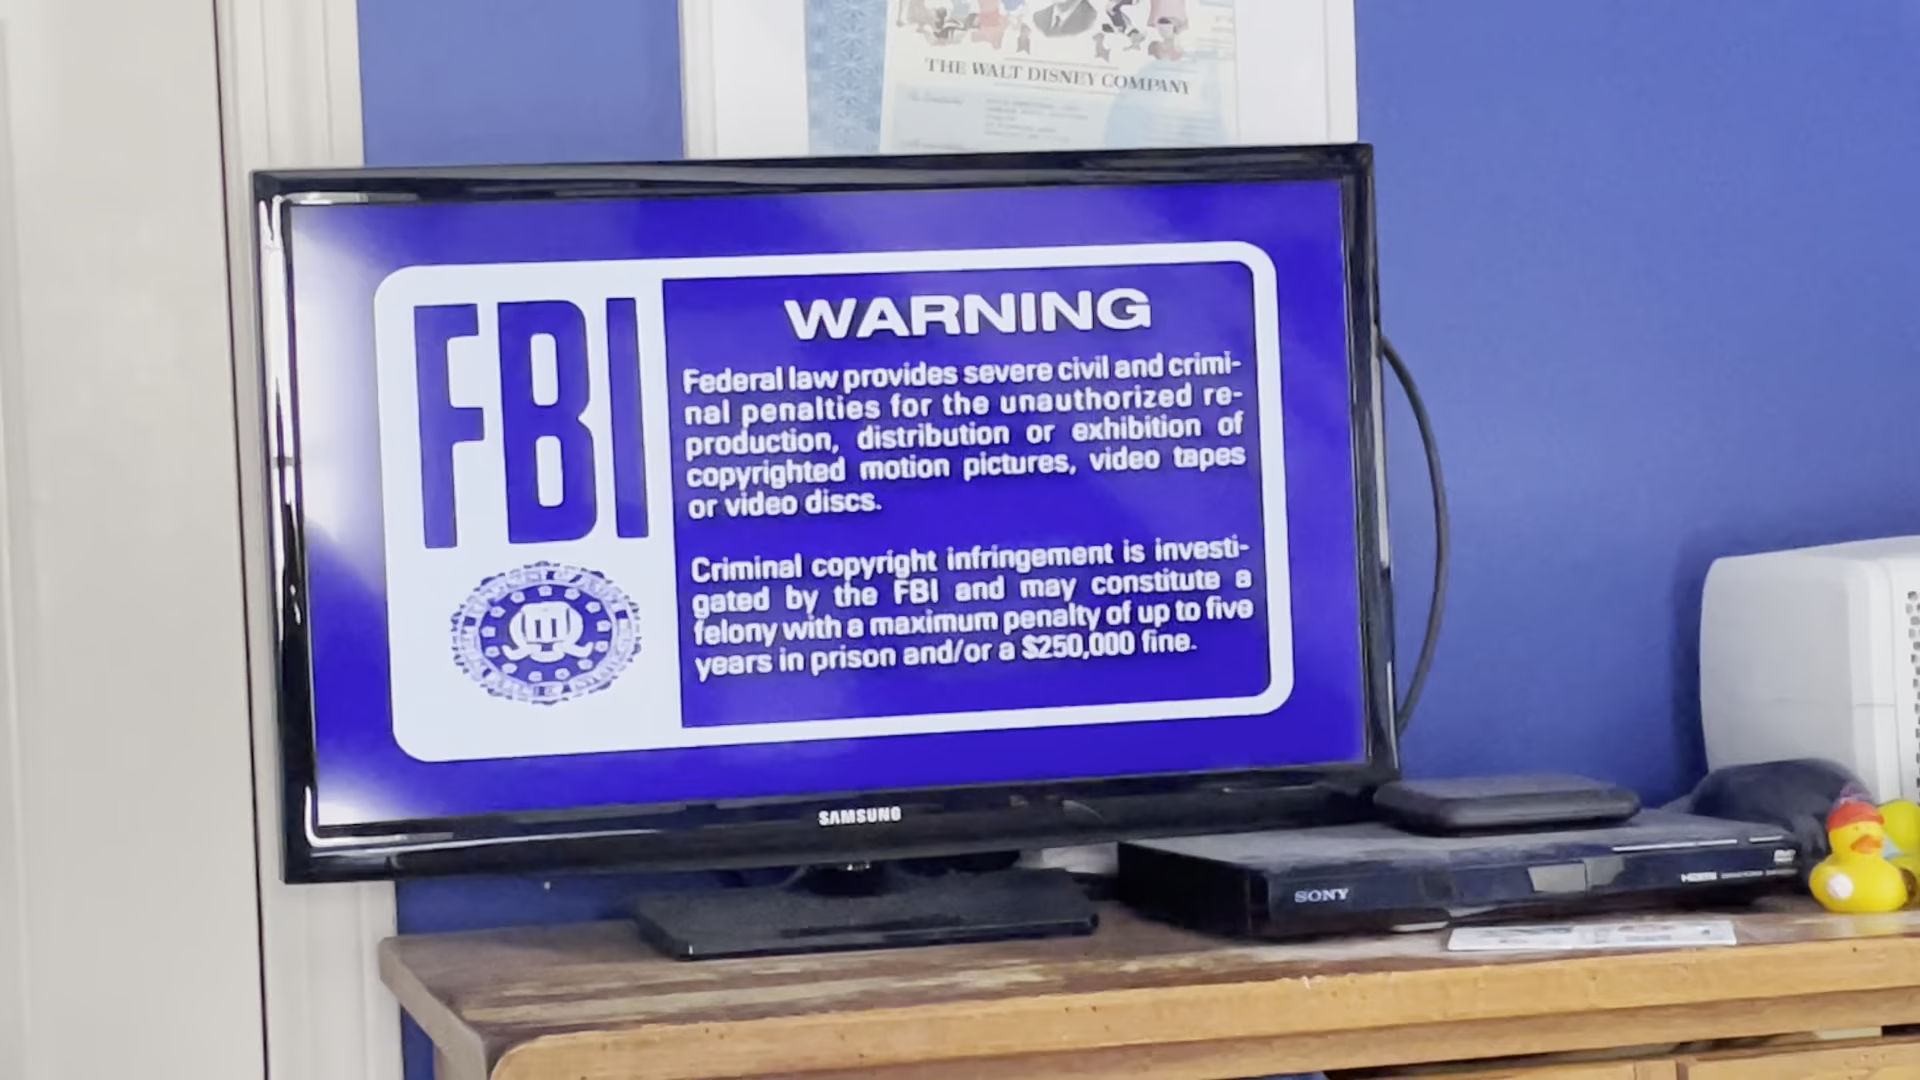 THE WALT DISNEY COMPANY
FBI
WARNING
Federal law provides severe civil and crimi-
nal penalties for the unauthorized re-
production, distribution or exhibition of
copyrighted motion pictures, video tapes
or video discs.
Criminal copyright infringement is investi-
gated by the FBI and may constitute a
felony with a maximum penalty of up to five
years in prison and/or a $250,000 fine.
SAMSUNG
SONY
HDMI